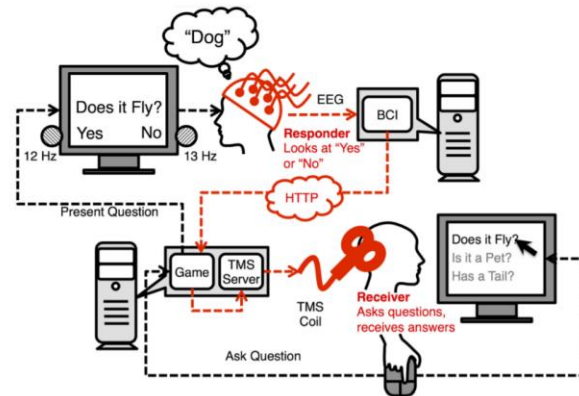 “Dog”
Does it Fly?
Yes No
12 Hz
13 Hz
EEG
BCI
Responder
Looks at “Yes”
or “No”
HTTP
Present Question
Game
TMS
Server
TMS
Coil
Receiver
Asks questions,
receives answers
Does it Fly?
Is it a Pet?
Has a Tail?
Ask Question